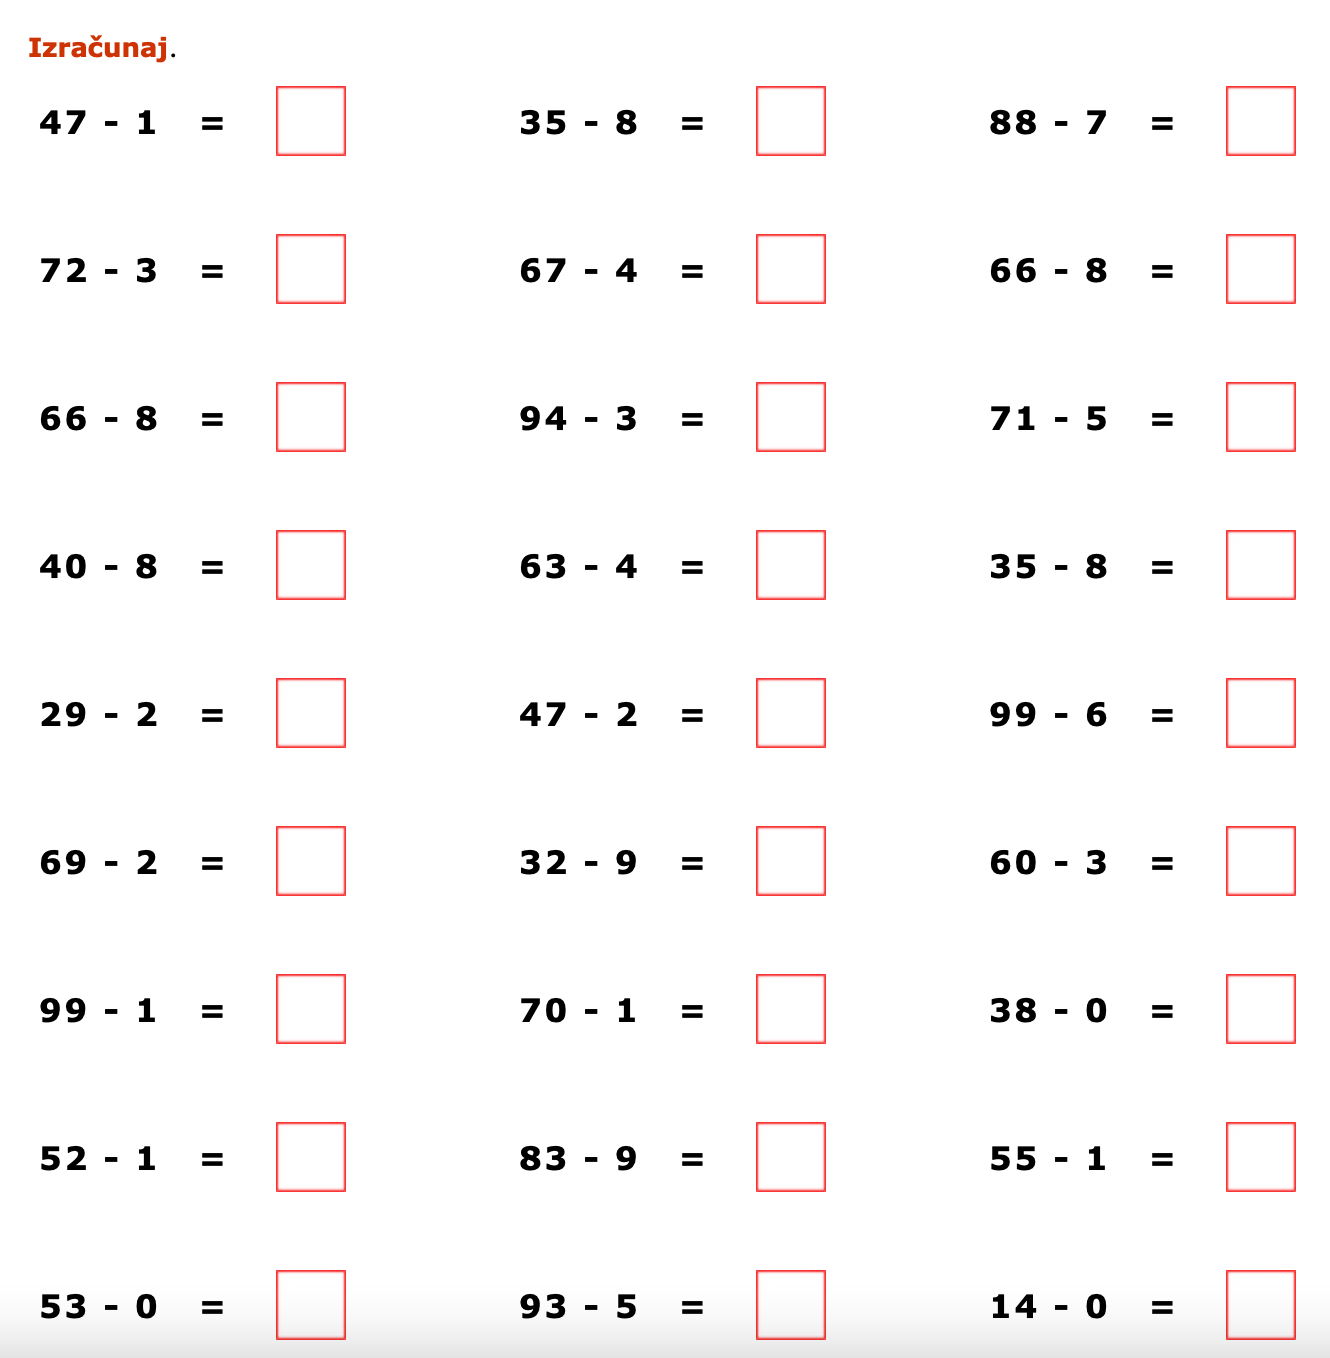 Izračunaj.
47 - 1 = 35 - 8 = 88 - 7 =
72 - 3 = 67 - 4 = 66 - 8 =
66 - 8 = 94 - 3 = 71 - 5 =
40 - 8 = 63 - 4 = 35 - 8 =
29 - 2 = 47 - 2 = 99 - 6 =
69 - 2 = 32 - 9 = 60 - 3 =
99 - 1 = 70 - 1 = 38 - 0 =
52 - 1 = 83 - 9 = 55 - 1 =
53 - 0 = 93 - 5 = 14 - 0 =